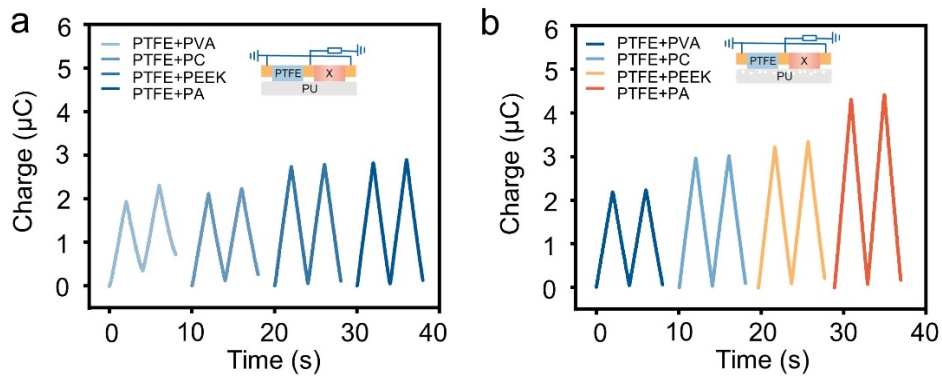 a
6
5
4
3
2
1
0
Charge (μC)
PTFE+PVA
PTFE+PC
PTFE+PEEK
PTFE+PA
PTFE
X
PU
0
10
20
30
40
Time (s)
b
6
5
4
3
2
1
0
Charge (μC)
PTFE+PVA
PTFE+PC
PTFE+PEEK
PTFE+PA
PTFE
X
PU
0
10
20
30
40
Time (s)